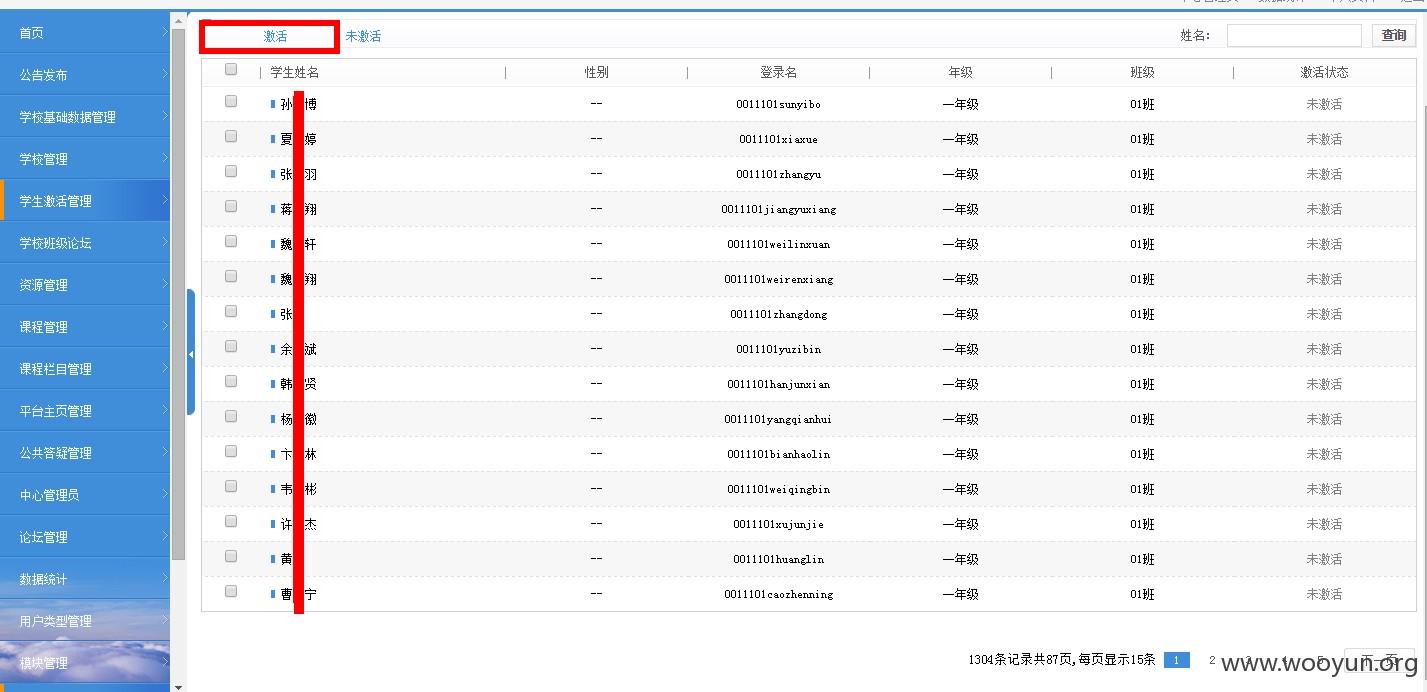 首页
公告发布
学校基础数据管理
学校管理
学生激活管理
学校班级论坛
资源管理
课程管理
课程栏目管理
平台主页管理
公共答疑管理
中心管理员
论坛管理
数据统计
用户类型管理
模块管理
激活 未激活 姓名： 查询
学生姓名 性别 登录名 年级 班级 激活状态
孙 博 -- 0011101sunyibo 一年级 01班 未激活
夏 婷 -- 0011101xiaxue 一年级 01班 未激活
张 羽 -- 0011101zhangyu 一年级 01班 未激活
蒋 翔 -- 0011101jiangyuxiang 一年级 01班 未激活
魏 轩 -- 0011101weilinxuan 一年级 01班 未激活
魏 翔 -- 0011101weirenxiang 一年级 01班 未激活
张 -- 0011101zhangdong 一年级 01班 未激活
余 斌 -- 0011101yuzibin 一年级 01班 未激活
韩 贤 -- 0011101hanjunxian 一年级 01班 未激活
杨 徽 -- 0011101yangqianhui 一年级 01班 未激活
卞 林 -- 0011101bianhaolin 一年级 01班 未激活
韦 彬 -- 0011101weiqingbin 一年级 01班 未激活
许 杰 -- 0011101xujunjie 一年级 01班 未激活
黄 -- 0011101huanglin 一年级 01班 未激活
曹 宁 -- 0011101caozhenning 一年级 01班 未激活
1304条记录共87页,每页显示15条 1 2 3 4 5 下一页
www.wooyun.org